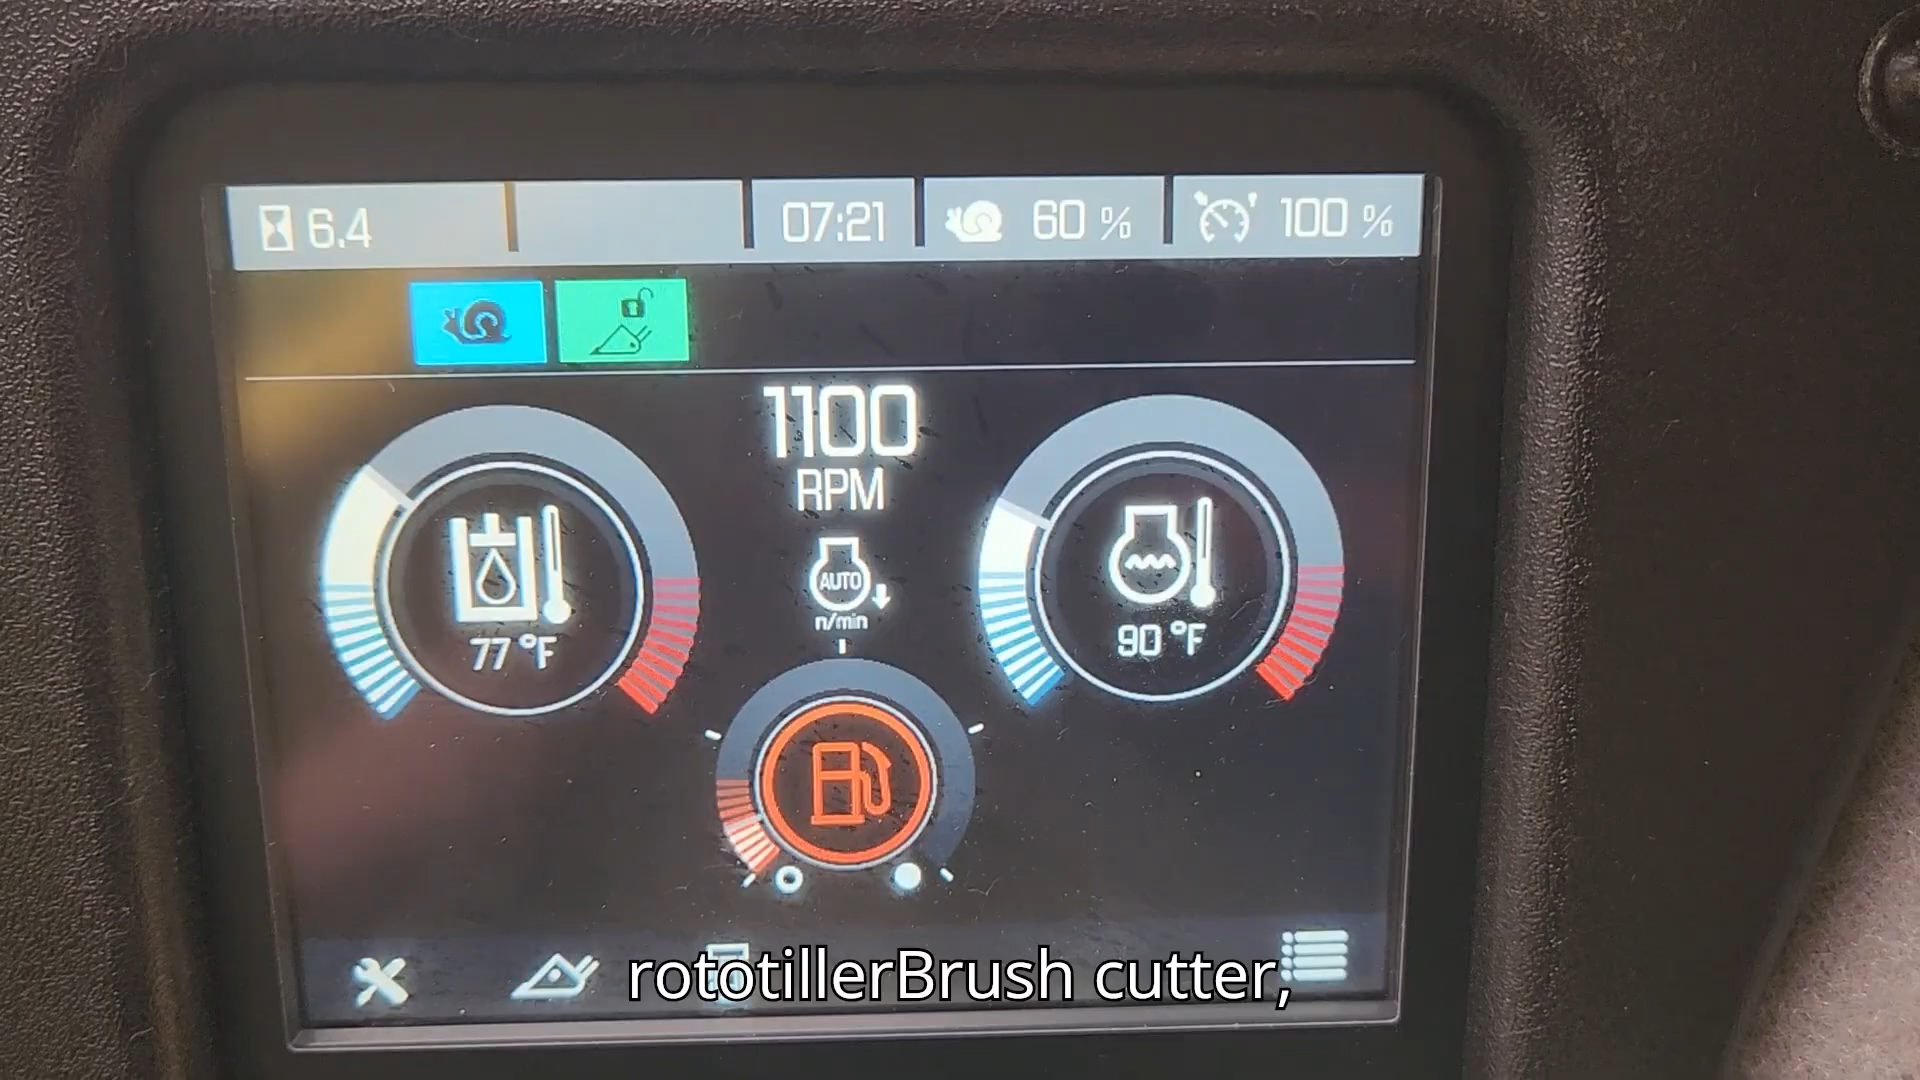 6.4
07:21
60 %
100 %
1100
RPM
AUTO
n/min
77 °F
90 °F
rototillerBrush cutter,